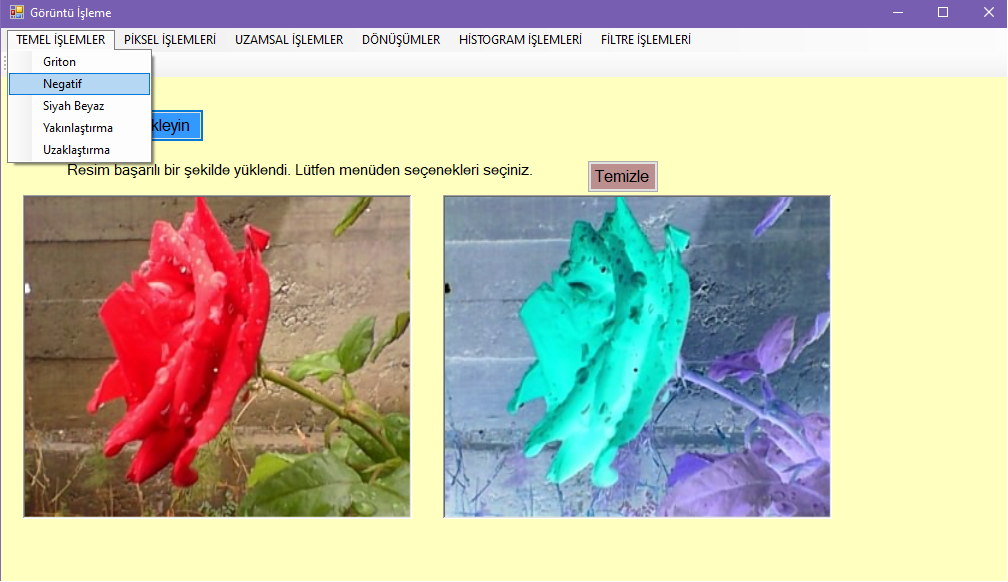 Görüntü İşleme
TEMEL İŞLEMLER PİKSEL İŞLEMLERİ UZAMSAL İŞLEMLER DÖNÜŞÜMLER HİSTOGRAM İŞLEMLERİ FİLTRE İŞLEMLERİ
Griton
Negatif
Siyah Beyaz
Yakınlaştırma
Uzaklaştırma
kleyin
Resim başarılı bir şekilde yüklendi. Lütfen menüden seçenekleri seçiniz.
Temizle